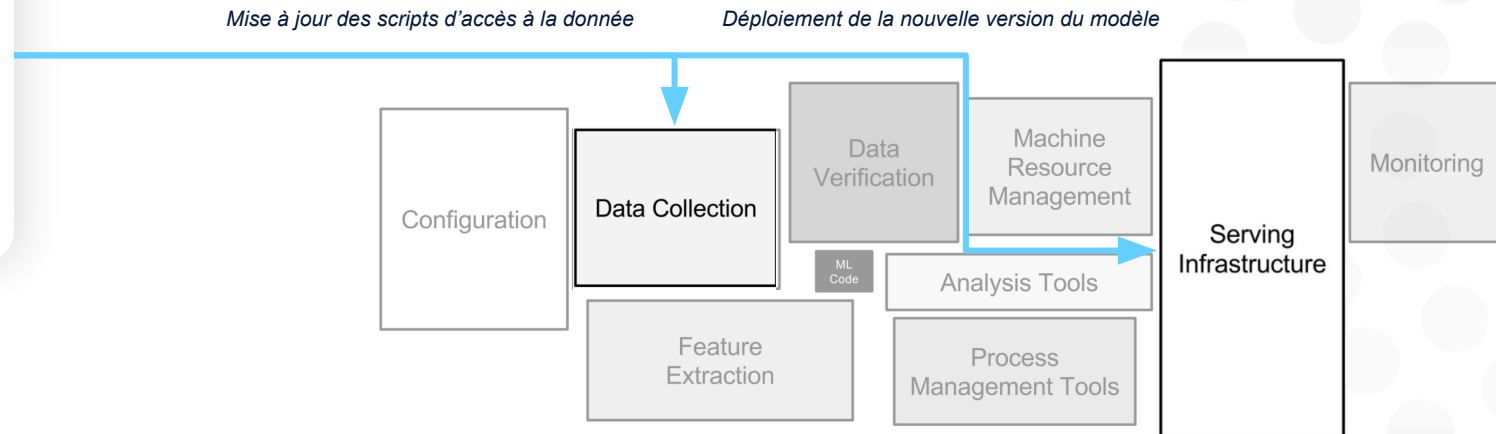 Mise à jour des scripts d’accès à la donnée
Déploiement de la nouvelle version du modèle
Configuration
Data Collection
Data
Verification
Machine
Resource
Management
Monitoring
Serving
Infrastructure
ML
Code
Analysis Tools
Feature
Extraction
Process
Management Tools